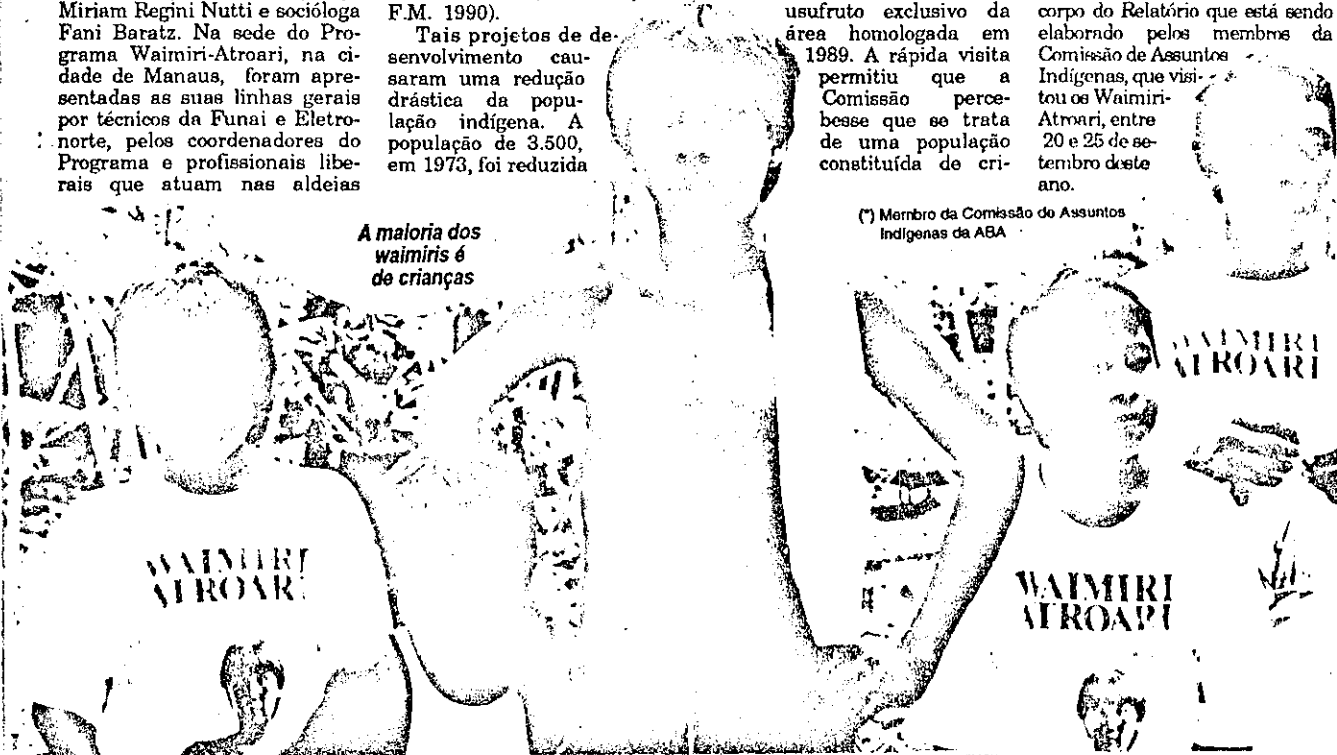 Miriam Regini Nutti e socióloga
Fani Baratz. Na sede do Pro-
grama Waimiri-Atroari, na ci-
dade de Manaus, foram apre-
sentadas as suas linhas gerais
por técnicos da Funai e Eletro-
norte, pelos coordenadores do
Programa e profissionais libe-
rais que atuam nas aldeias
F.M. 1990).
Tais projetos de de-
senvolvimento cau-
saram uma redução
drástica da popu-
lação indígena. A
população de 3.500,
em 1973, foi reduzida
usufruto exclusivo da
área homologada em
1989. A rápida visita
permitiu que a
Comissão perce-
besse que se trata
de uma população
constituída de cri-
corpo do Relatório que está sendo
elaborado pelos membros da
Comissão de Assuntos
Indígenas, que visi-
tou os Waimiri-
Atroari, entre
20 e 25 de se-
tembro deste
ano.
(*) Membro da Comissão de Assuntos
Indígenas da ABA
A maioria dos
waimiris é
de crianças
WAIMIRI
ATROARI
WAIMIRI
ATROARI
WAIMIRI
ATROARI